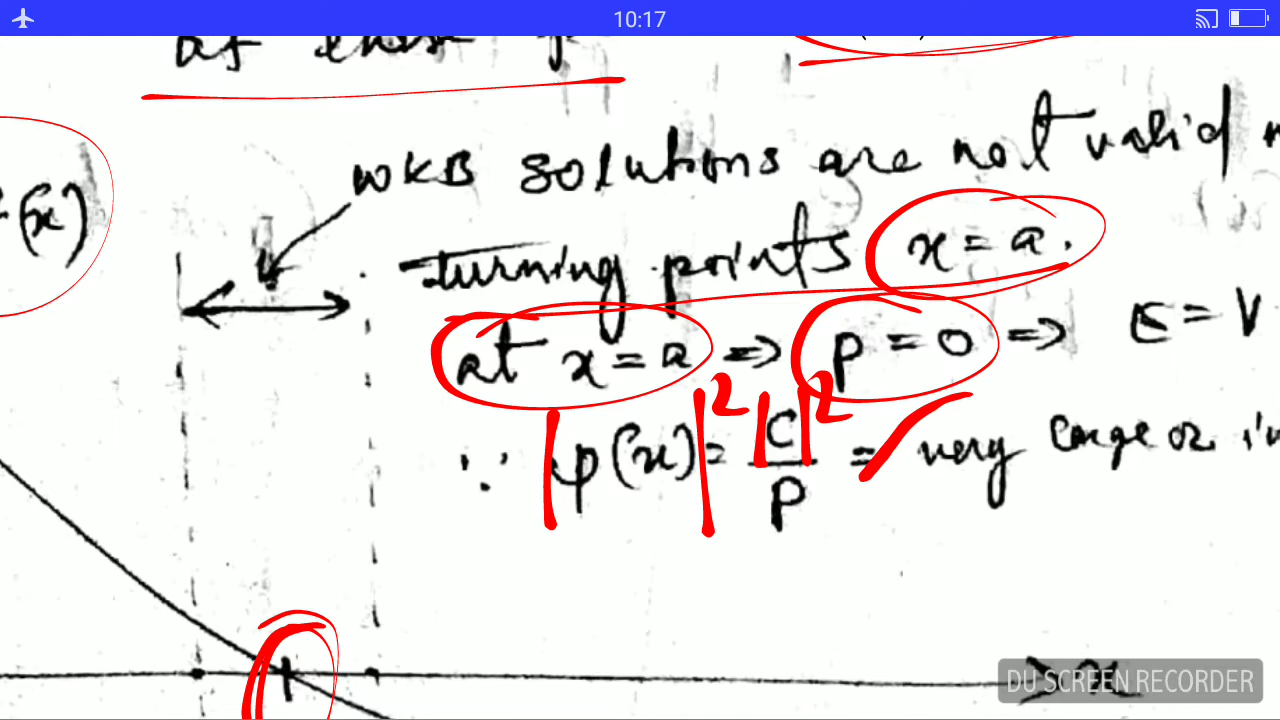 10:17
at
WKB solutions are not valid
(x)
turning points x = a.
at x = a => p = 0 => E = V
∵ |ψ(x)|² = |C|²/P = very large or
x
DU SCREEN RECORDER